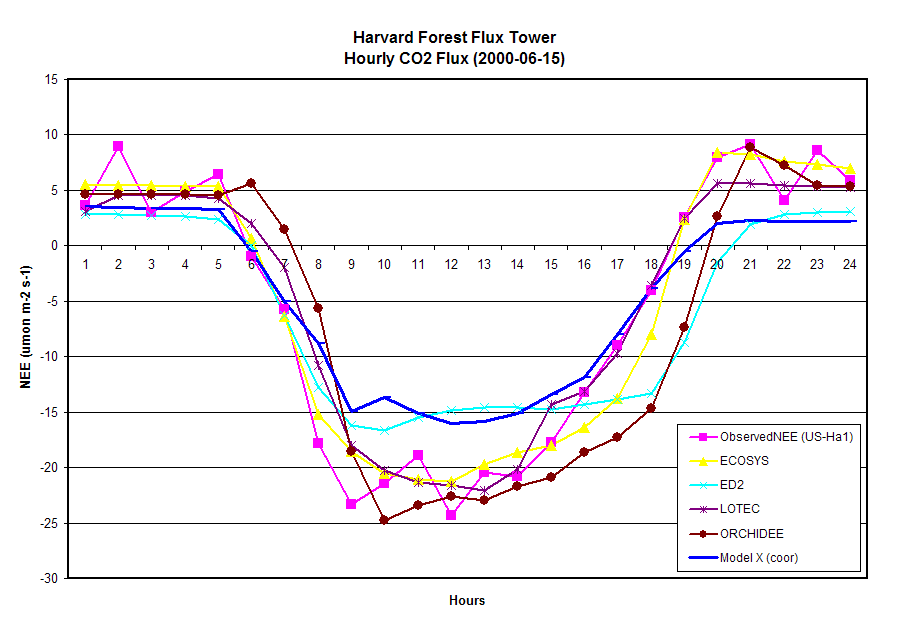 Harvard Forest Flux Tower
Hourly CO2 Flux (2000-06-15)
15
10
5
0
-5
-10
-15
-20
-25
-30
NEE (umon m-2 s-1)
1 2 3 4 5 6 7 8 9 10 11 12 13 14 15 16 17 18 19 20 21 22 23 24
ObservedNEE (US-Ha1)
ECOSYS
ED2
LOTEC
ORCHIDEE
Model X (coor)
Hours